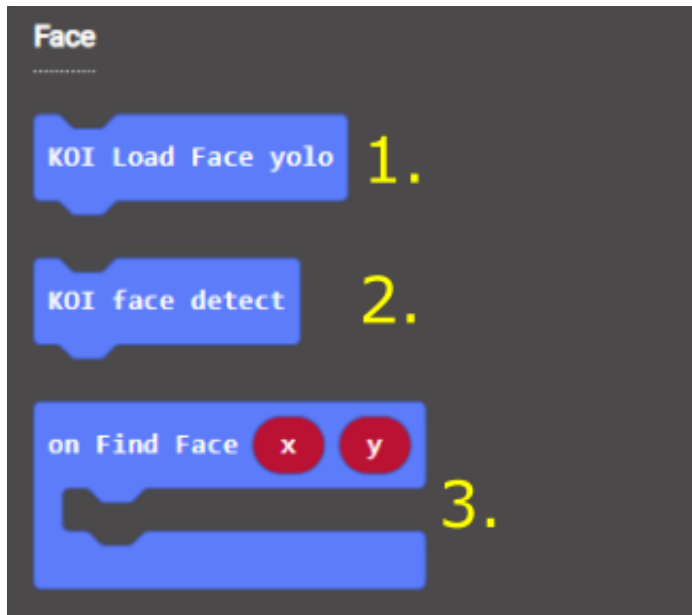 Face
KOI Load Face yolo 1.
KOI face detect 2.
on Find Face x y
3.